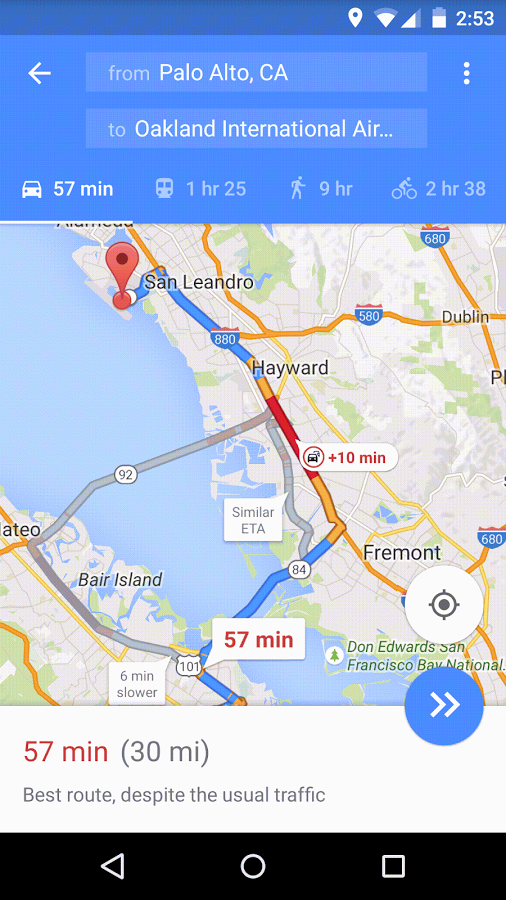 2:53
from Palo Alto, CA
to Oakland International Air...
57 min
1 hr 25
9 hr
2 hr 38
Alameda
680
San Leandro
Dublin
580
880
Hayward
+10 min
92
Similar
ETA
ateo
680
Fremont
84
Bair Island
57 min
Don Edwards San
Francisco Bay National.
101
6 min
slower
57 min (30 mi)
Best route, despite the usual traffic